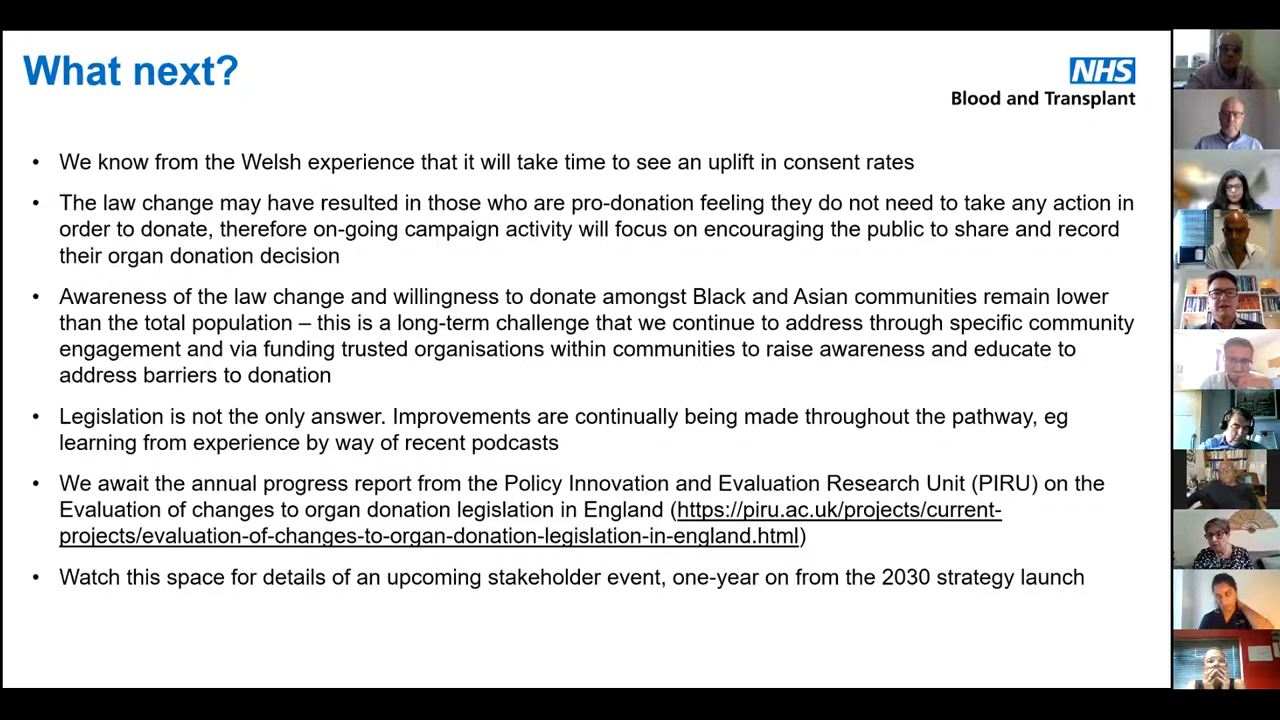 What next?
NHS
Blood and Transplant
• We know from the Welsh experience that it will take time to see an uplift in consent rates
• The law change may have resulted in those who are pro-donation feeling they do not need to take any action in
order to donate, therefore on-going campaign activity will focus on encouraging the public to share and record
their organ donation decision
• Awareness of the law change and willingness to donate amongst Black and Asian communities remain lower
than the total population – this is a long-term challenge that we continue to address through specific community
engagement and via funding trusted organisations within communities to raise awareness and educate to
address barriers to donation
• Legislation is not the only answer. Improvements are continually being made throughout the pathway, eg
learning from experience by way of recent podcasts
• We await the annual progress report from the Policy Innovation and Evaluation Research Unit (PIRU) on the
Evaluation of changes to organ donation legislation in England (https://piru.ac.uk/projects/current-
projects/evaluation-of-changes-to-organ-donation-legislation-in-england.html)
• Watch this space for details of an upcoming stakeholder event, one-year on from the 2030 strategy launch